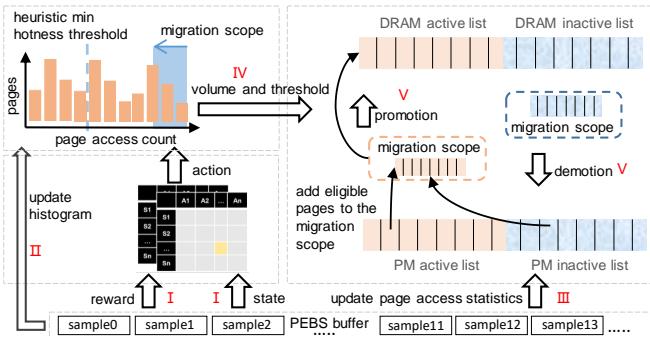 heuristic min
hotness threshold
migration scope
pages
page access count
IV
volume and threshold
DRAM active list
DRAM inactive list
V
promotion
migration scope
migration scope
demotion V
add eligible
pages to the
migration
scope
PM active list
PM inactive list
update
histogram
II
action
A1 A2 ... An
S1
S2
...
Sn
S1
S2
...
Sn
reward I
I state
update page access statistics III
sample0 sample1 sample2 PEBS buffer ..... sample11 sample12 sample13 .....